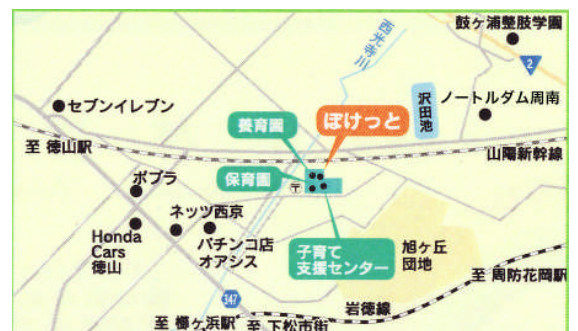 鼓ヶ浦整肢学園
西光寺川
2
沢田池
ノートルダム周南
セブンイレブン
養育園
ぽけっと
至 徳山駅
山陽新幹線
ポプラ
保育園
〒
ネッツ西京
Honda
Cars
徳山
パチンコ店
オアシス
子育て
支援センター
旭ヶ丘
団地
至 周防花岡駅
347
岩徳線
至 櫛ヶ浜駅
至 下松市街